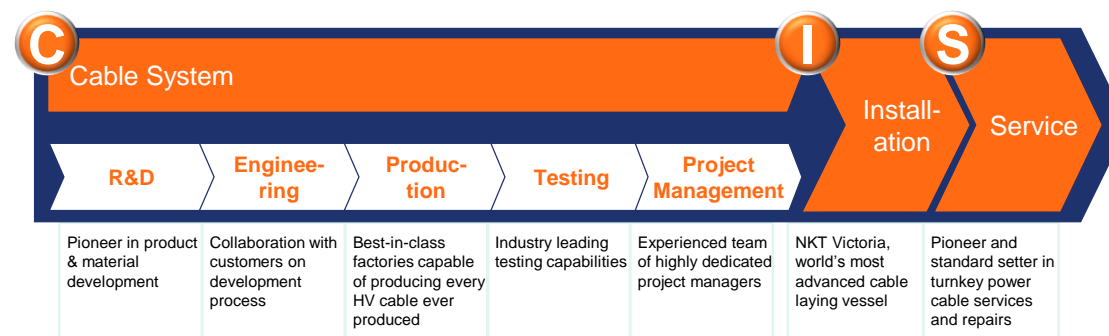 C
I
S
Cable System
Install-
ation
Service
R&D
Enginee-
ring
Produc-
tion
Testing
Project
Management
Pioneer in product
& material
development
Collaboration with
customers on
development
process
Best-in-class
factories capable
of producing every
HV cable ever
produced
Industry leading
testing capabilities
Experienced team
of highly dedicated
project managers
NKT Victoria,
world's most
advanced cable
laying vessel
Pioneer and
standard setter in
turnkey power
cable services
and repairs